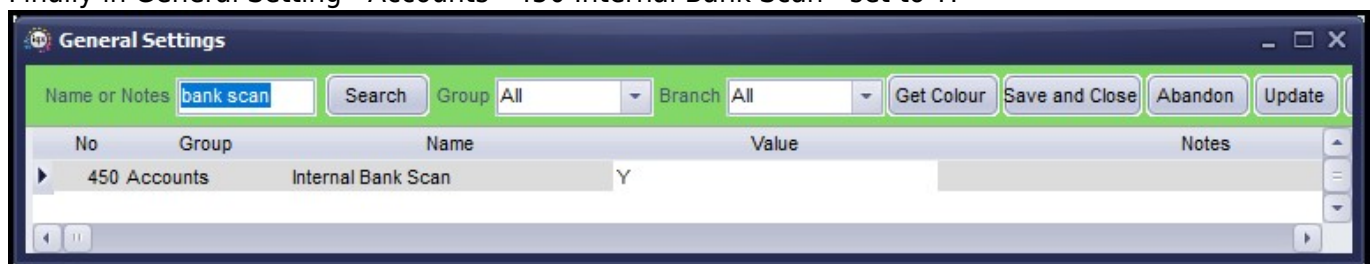 Finally in General Setting - Accounts - 450 Internal Bank Scan - set to Y.
General Settings
Name or Notes bank scan Search Group All Branch All Get Colour Save and Close Abandon Update
No Group Name Value Notes
450 Accounts Internal Bank Scan Y